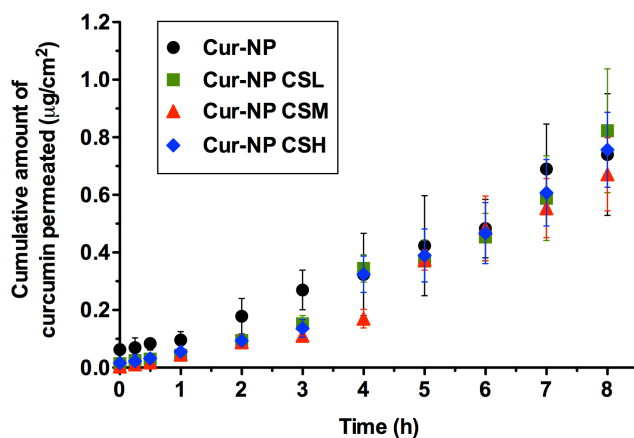 Cur-NP
Cur-NP CSL
Cur-NP CSM
Cur-NP CSH
Cumulative amount of
curcumin permeated (µg/cm²)
1.2
1.0
0.8
0.6
0.4
0.2
0.0
0 1 2 3 4 5 6 7 8
Time (h)